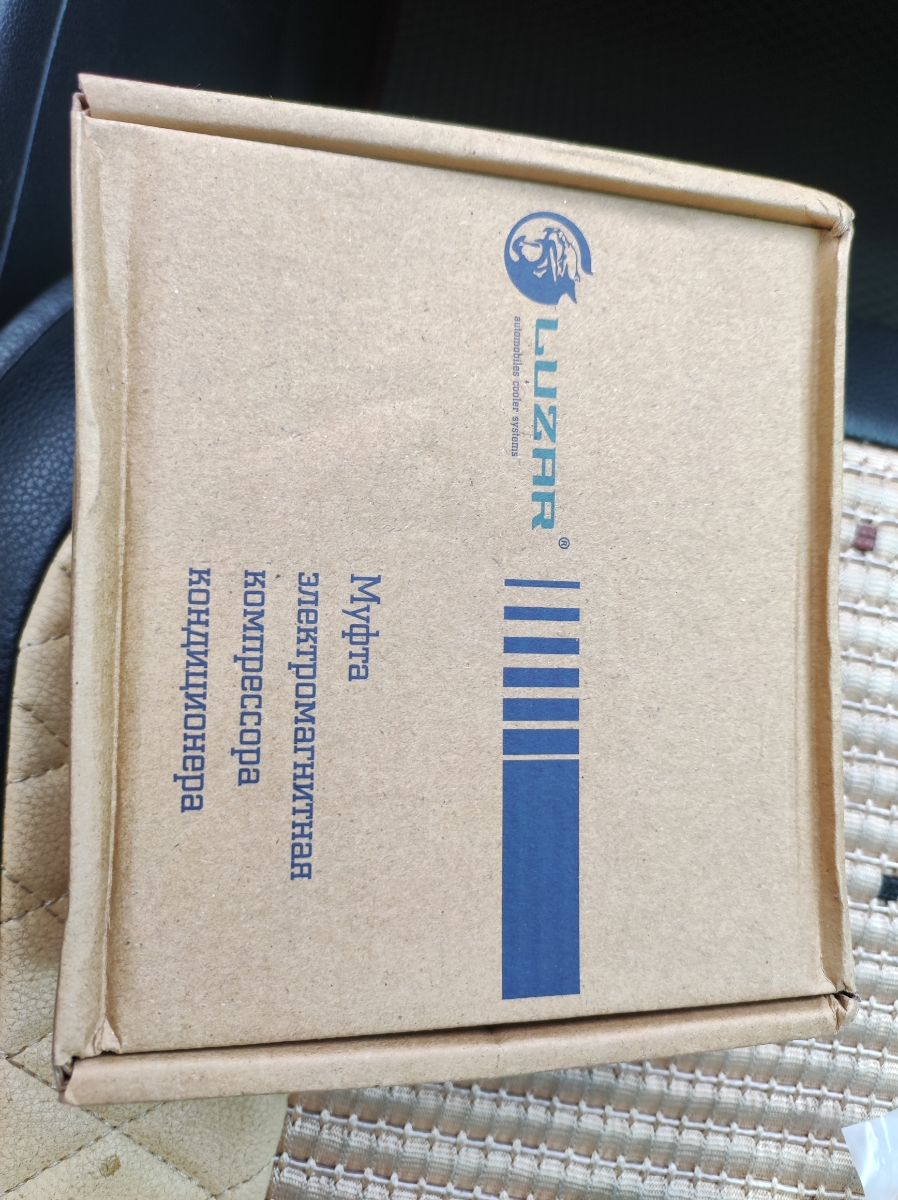 LUZAR®
automobiles cooler systems
Муфта
электромагнитная
компрессора
кондиционера